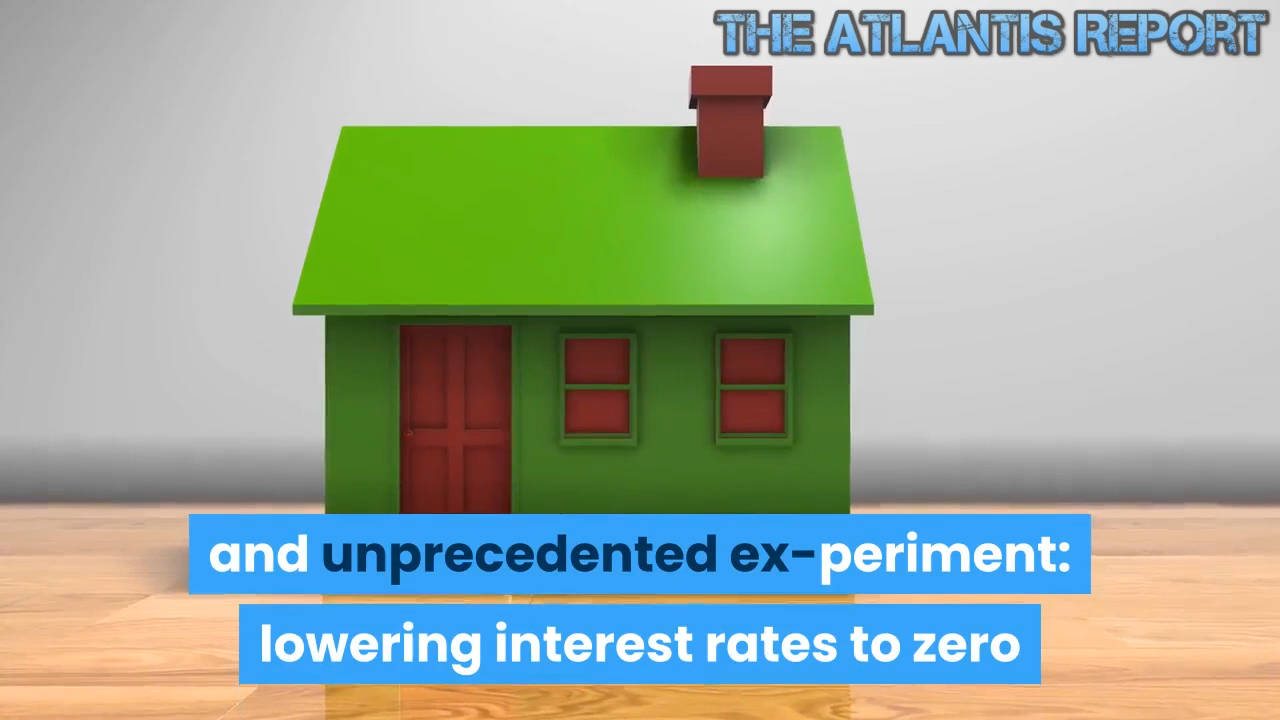 THE ATLANTIS REPORT
and unprecedented ex-periment:
lowering interest rates to zero